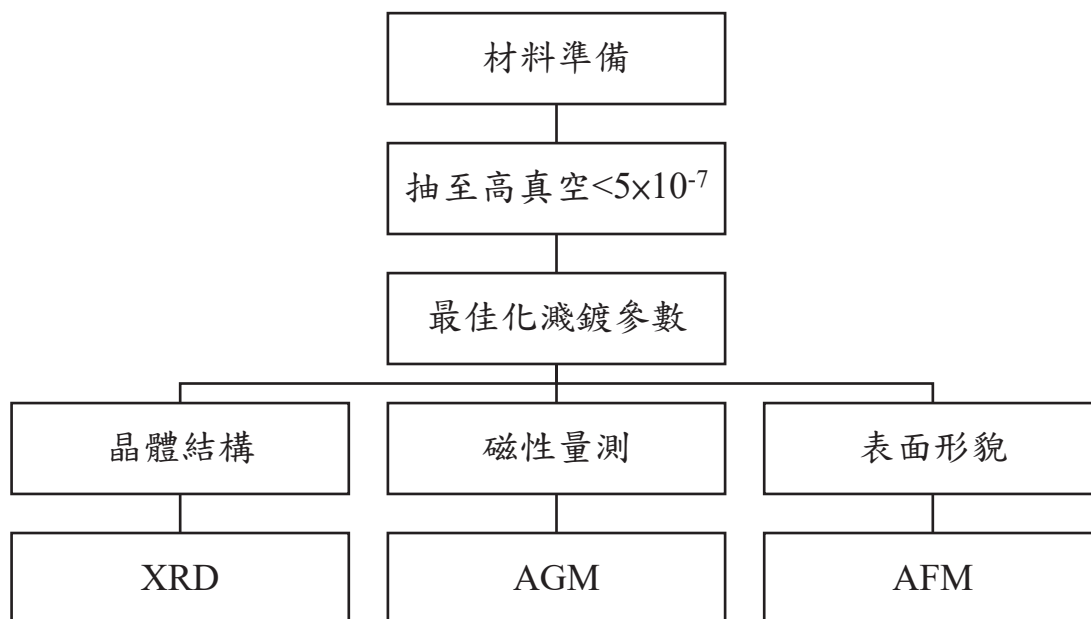 材料準備
抽至高真空<5×10⁻⁷
最佳化濺鍍參數
晶體結構
磁性量測
表面形貌
XRD
AGM
AFM